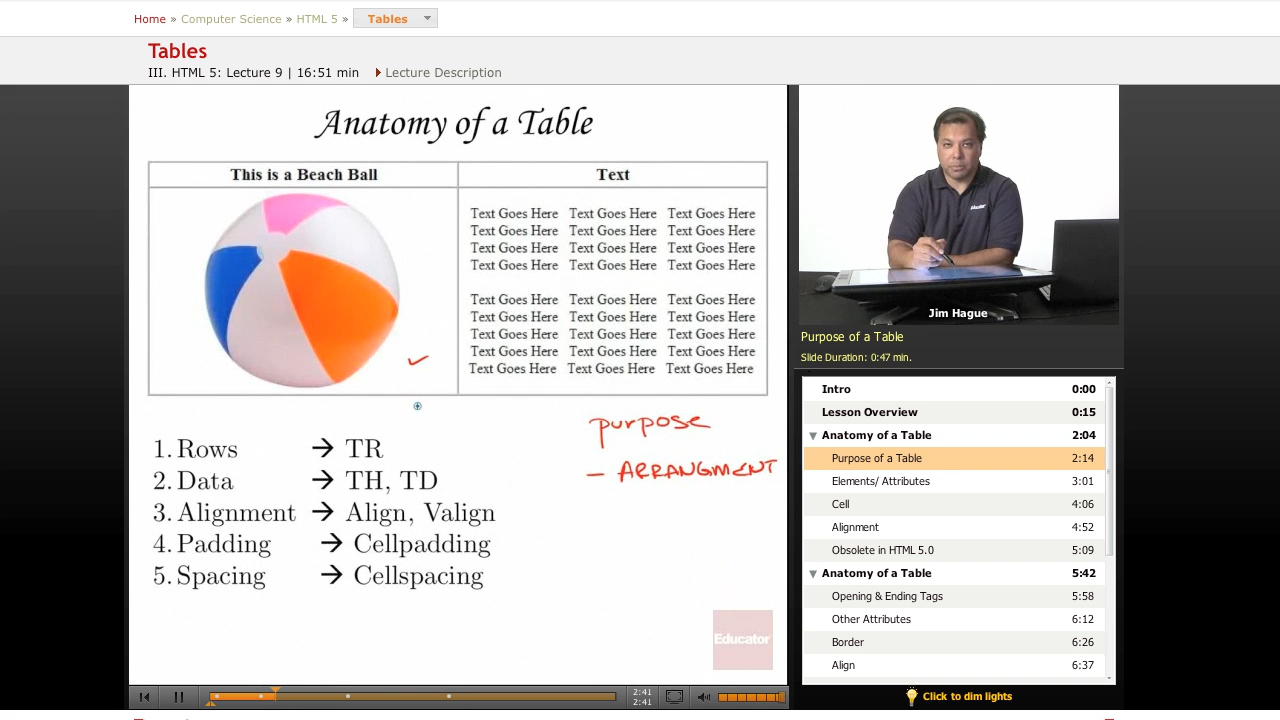 Home » Computer Science » HTML 5 » Tables
Tables
III. HTML 5: Lecture 9 | 16:51 min Lecture Description
Anatomy of a Table
This is a Beach Ball Text
Text Goes Here Text Goes Here Text Goes Here
Text Goes Here Text Goes Here Text Goes Here
Text Goes Here Text Goes Here Text Goes Here
Text Goes Here Text Goes Here Text Goes Here
Text Goes Here Text Goes Here Text Goes Here
Text Goes Here Text Goes Here Text Goes Here
Text Goes Here Text Goes Here Text Goes Here
Text Goes Here Text Goes Here Text Goes Here
Text Goes Here Text Goes Here Text Goes Here
purpose
– ARRANGMENT
1. Rows → TR
2. Data → TH, TD
3. Alignment → Align, Valign
4. Padding → Cellpadding
5. Spacing → Cellspacing
Educator
2:41
2:41
Jim Hague
Purpose of a Table
Slide Duration: 0:47 min.
Intro 0:00
Lesson Overview 0:15
Anatomy of a Table 2:04
Purpose of a Table 2:14
Elements/ Attributes 3:01
Cell 4:06
Alignment 4:52
Obsolete in HTML 5.0 5:09
Anatomy of a Table 5:42
Opening & Ending Tags 5:58
Other Attributes 6:12
Border 6:26
Align 6:37
Click to dim lights